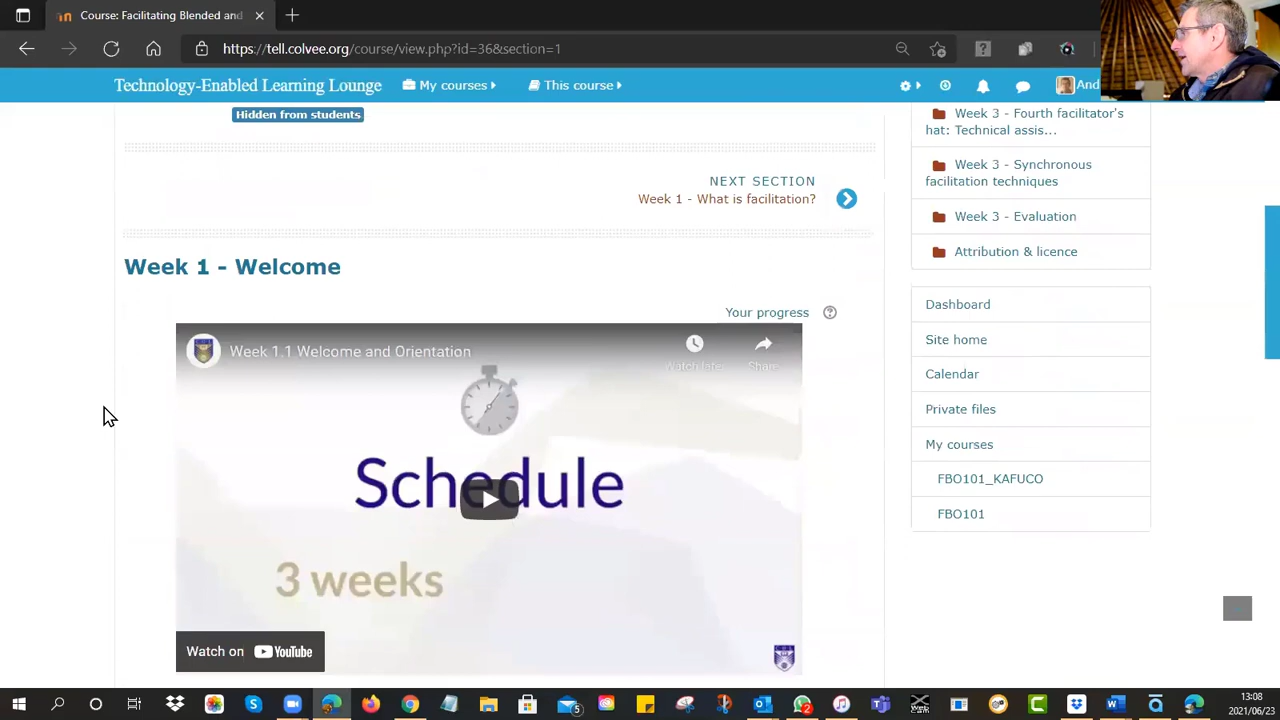 Course: Facilitating Blended and
https://tell.colvee.org/course/view.php?id=36&section=1
Technology-Enabled Learning Lounge
My courses
This course
And
Hidden from students
NEXT SECTION
Week 1 - What is facilitation?
Week 1 - Welcome
Your progress
Week 1.1 Welcome and Orientation
Watch later
Share
Schedule
3 weeks
Watch on YouTube
Week 3 - Fourth facilitator's
hat: Technical assis...
Week 3 - Synchronous
facilitation techniques
Week 3 - Evaluation
Attribution & licence
Dashboard
Site home
Calendar
Private files
My courses
FBO101_KAFUCO
FBO101
13:08
2021/06/23